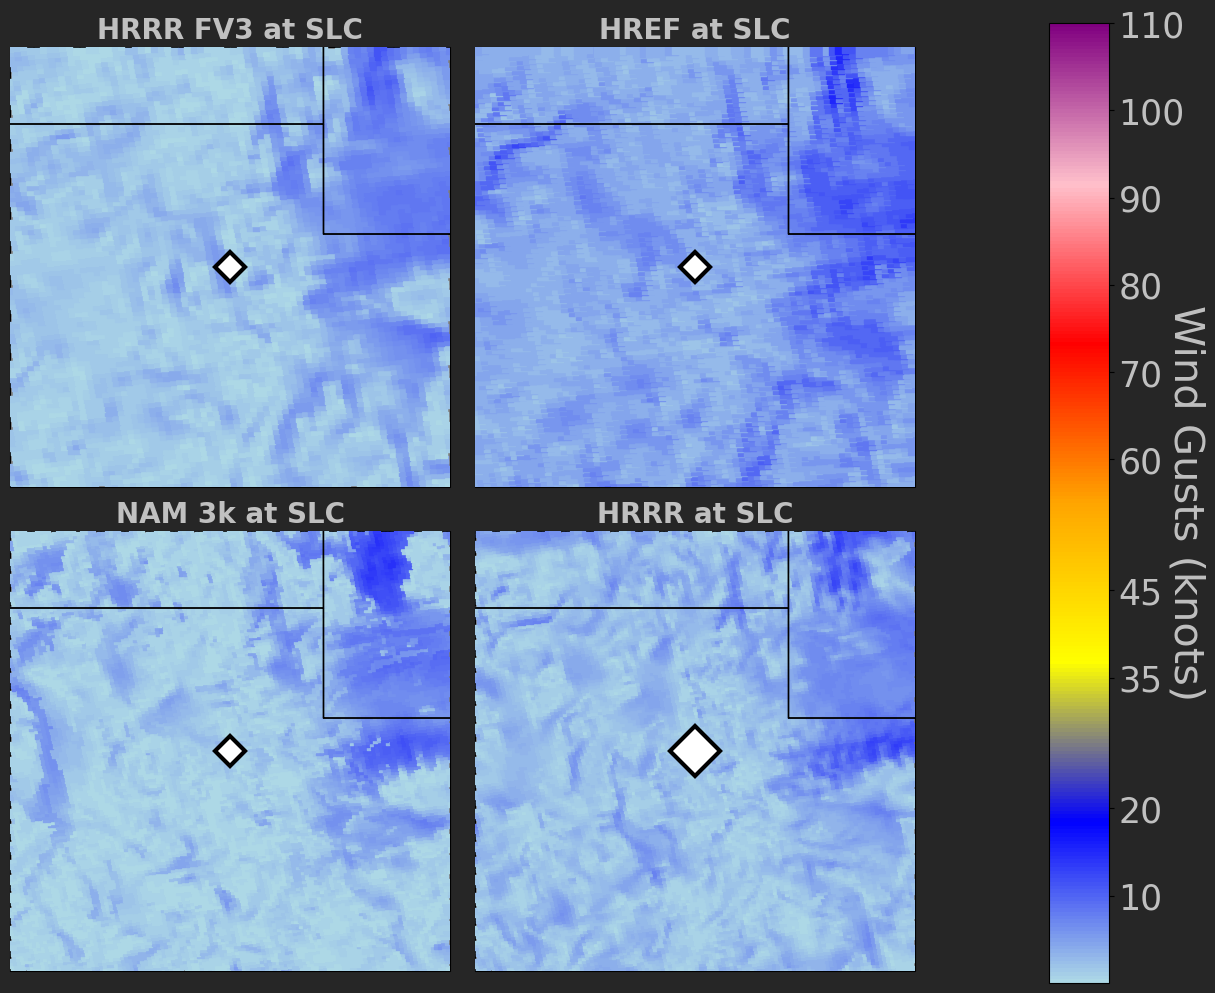 HRRR FV3 at SLC
HREF at SLC
NAM 3k at SLC
HRRR at SLC
110
100
90
80
70
60
45
35
20
10
Wind Gusts (knots)